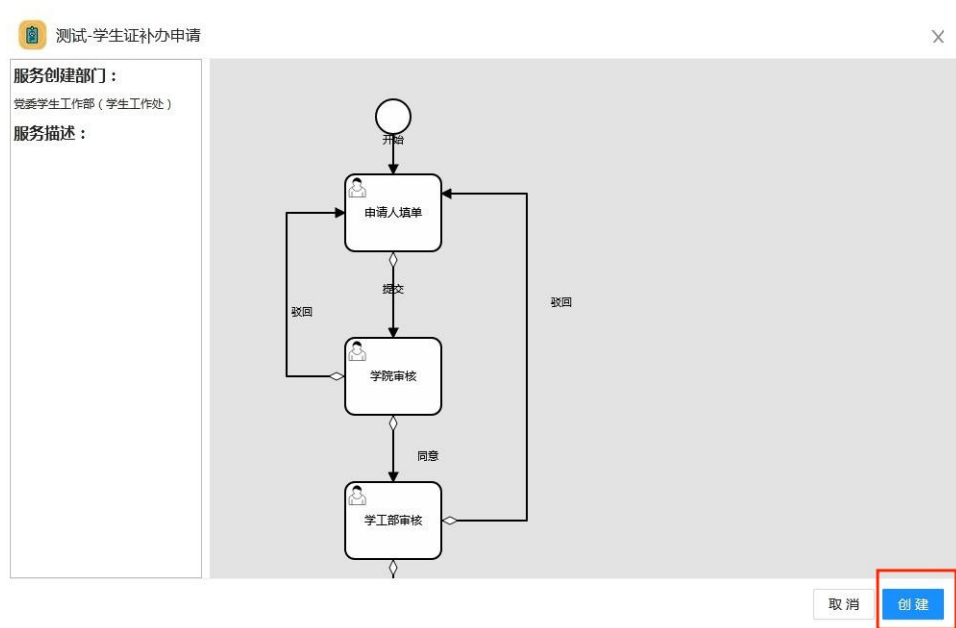 测试-学生证补办申请
服务创建部门：
党委学生工作部（学生工作处）
服务描述：
开始
申请人填单
提交
驳回
驳回
学院审核
同意
学工部审核
取 消
创 建